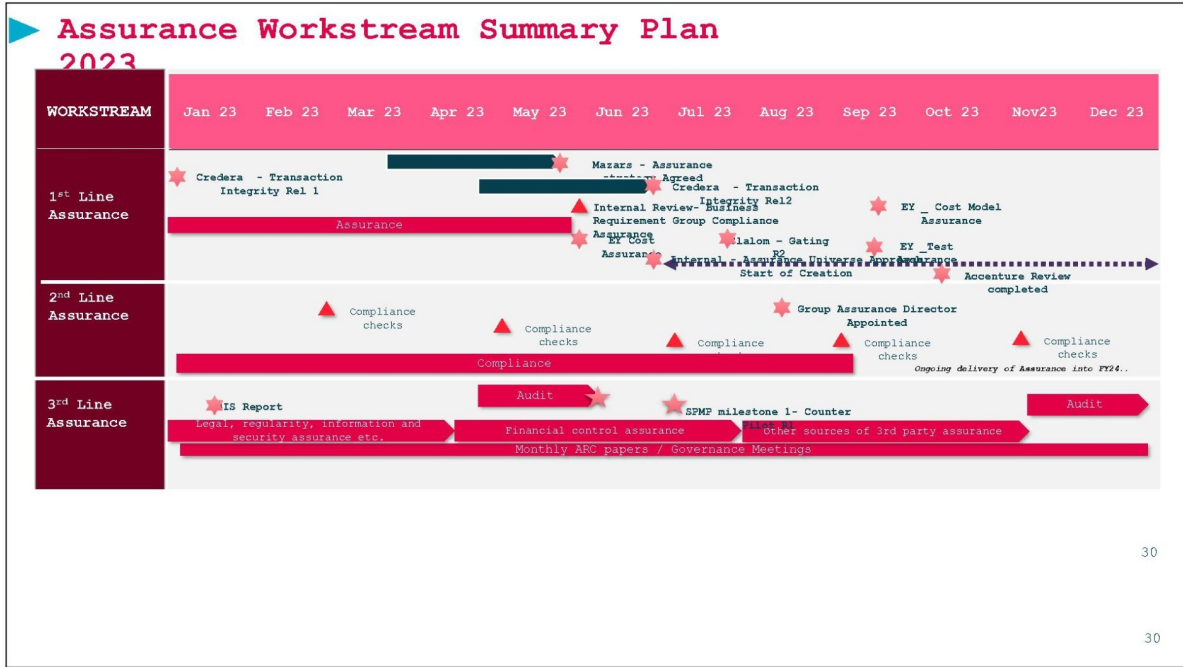 Assurance Workstream Summary Plan
2023
WORKSTREAM
Jan 23
Feb 23
Mar 23
Apr 23
May 23
Jun 23
Jul 23
Aug 23
Sep 23
Oct 23
Nov23
Dec 23
1st Line
Assurance
Credera - Transaction
Integrity Rel 1
Mazars - Assurance
strategy Agreed
Credera - Transaction
Integrity Rel2
Assurance
Internal Review- Business
Requirement Group Compliance
Assurance
EY _ Cost Model
Assurance
EY Cost
Assurance
Slalom - Gating
R2
EY _Test
Assurance
Internal - Assurance Universe Approach
Start of Creation
Accenture Review
completed
2nd Line
Assurance
Compliance
checks
Compliance
checks
Group Assurance Director
Appointed
Compliance
checks
Compliance
checks
Compliance
checks
Compliance
Ongoing delivery of Assurance into FY24..
3rd Line
Assurance
IS Report
Audit
SPMP milestone 1- Counter
Pilot R1
Audit
Legal, regularity, information and
security assurance etc.
Financial control assurance
Other sources of 3rd party assurance
Monthly ARC papers / Governance Meetings
30
30